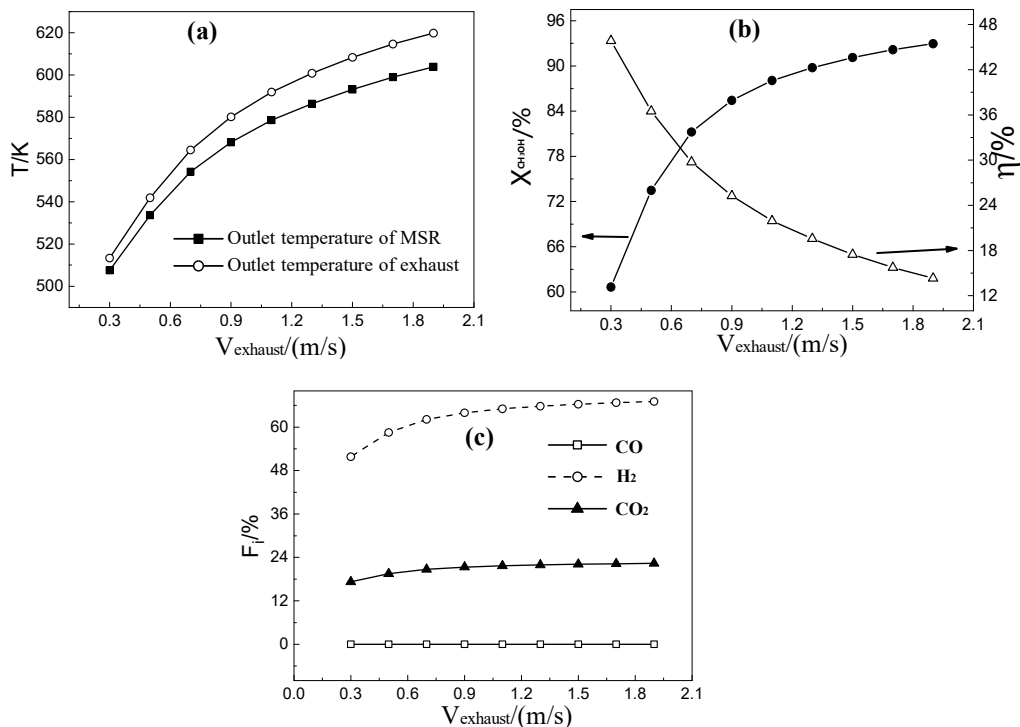 (a)
T/K
620
600
580
560
540
520
500
Outlet temperature of MSR
Outlet temperature of exhaust
0.3 0.6 0.9 1.2 1.5 1.8 2.1
Vexhaust/(m/s)
(b)
XCH3OH/%
96
90
84
78
72
66
60
48
42
36
30
24
18
12
η/%
0.3 0.6 0.9 1.2 1.5 1.8 2.1
Vexhaust/(m/s)
(c)
Fi/%
60
48
36
24
12
0
CO
H2
CO2
0.0 0.3 0.6 0.9 1.2 1.5 1.8 2.1
Vexhaust/(m/s)